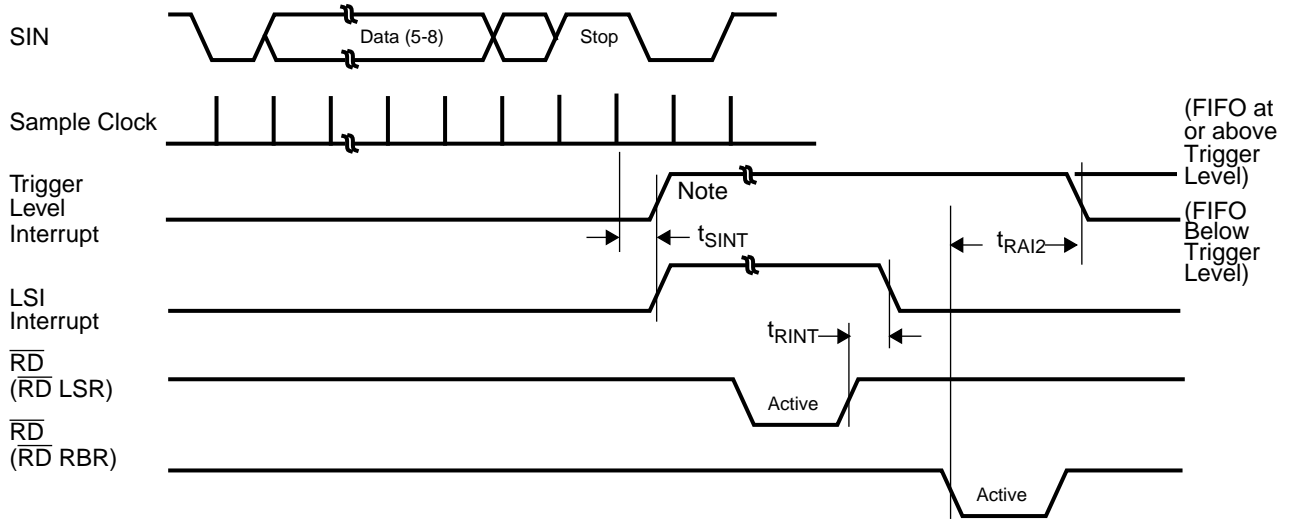 SIN
Data (5-8)
Stop
Sample Clock
(FIFO at
or above
Trigger
Level)
Trigger
Level
Interrupt
Note
tSINT
tRAI2
(FIFO
Below
Trigger
Level)
LSI
Interrupt
tRINT
RD
(RD LSR)
Active
RD
(RD RBR)
Active